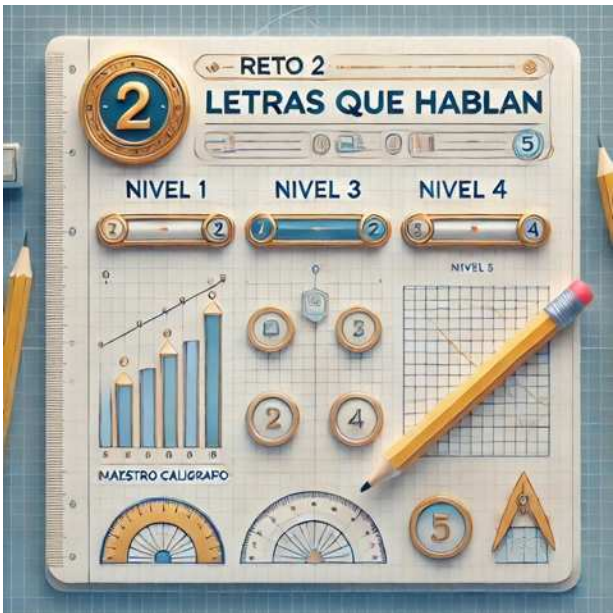 RETO 2
2
LETRAS QUE HABLAN
5
NIVEL 1 NIVEL 3 NIVEL 4
2 1 2 4
NIVEL 5
3
2 4
MAESTRO CALIGRAFO
5